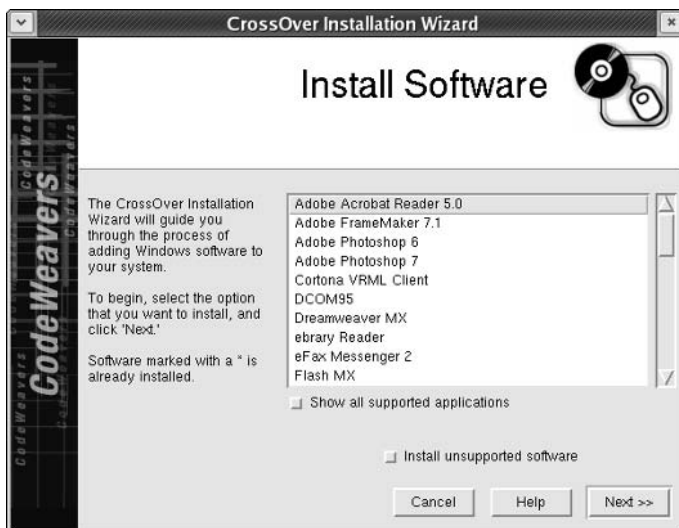 CrossOver Installation Wizard
Install Software
CodeWeavers
CodeWeavers
CodeWeavers
CodeWeavers
CodeWeavers
The CrossOver Installation
Wizard will guide you
through the process of
adding Windows software to
your system.
To begin, select the option
that you want to install, and
click 'Next.'
Software marked with a * is
already installed.
Adobe Acrobat Reader 5.0
Adobe FrameMaker 7.1
Adobe Photoshop 6
Adobe Photoshop 7
Cortona VRML Client
DCOM95
Dreamweaver MX
ebrary Reader
eFax Messenger 2
Flash MX
Show all supported applications
Install unsupported software
Cancel
Help
Next >>